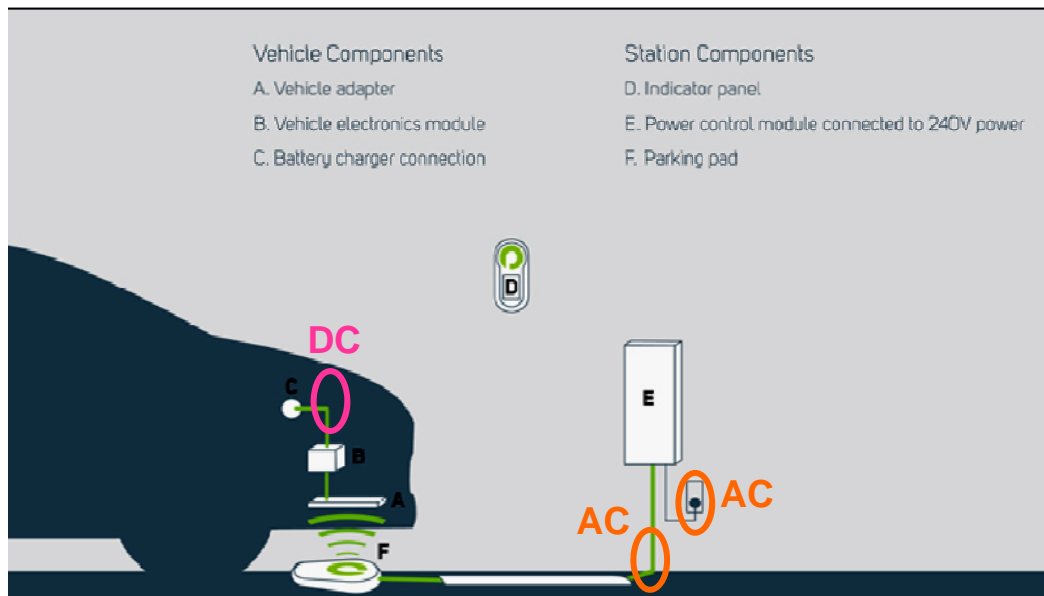 Vehicle Components
A. Vehicle adapter
B. Vehicle electronics module
C. Battery charger connection
Station Components
D. Indicator panel
E. Power control module connected to 240V power
F. Parking pad
D
DC
C
B
A
F
E
AC
AC